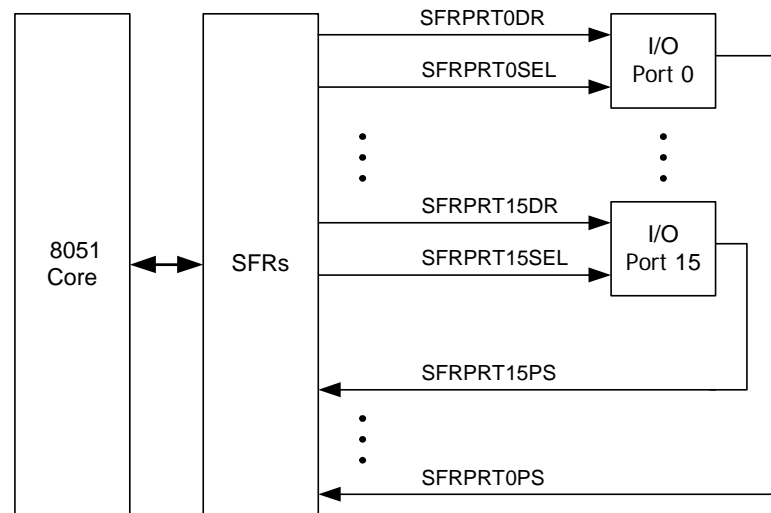 SFRPRT0DR
I/O
Port 0
SFRPRT0SEL
SFRPRT15DR
I/O
Port 15
8051
Core
SFRs
SFRPRT15SEL
SFRPRT15PS
SFRPRT0PS